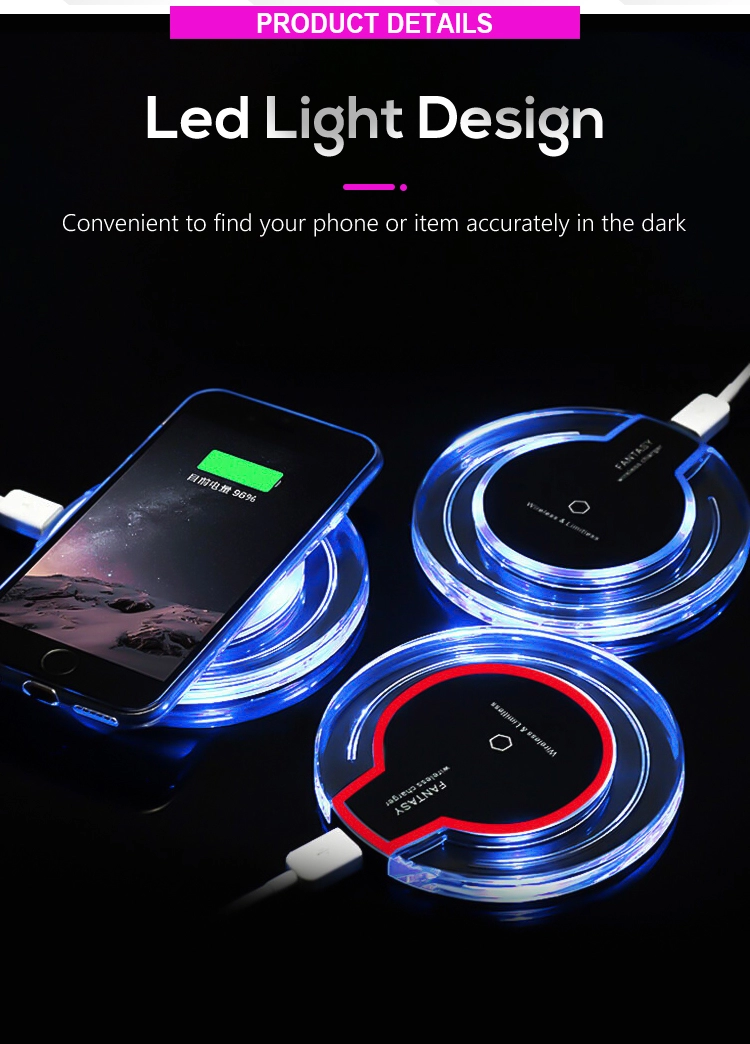 PRODUCT DETAILS
Led Light Design
Convenient to find your phone or item accurately in the dark
目前电量 96%
FANTASY
wireless charger
Wireless & Limitless
Wireless & Limitless
wireless charger
FANTASY